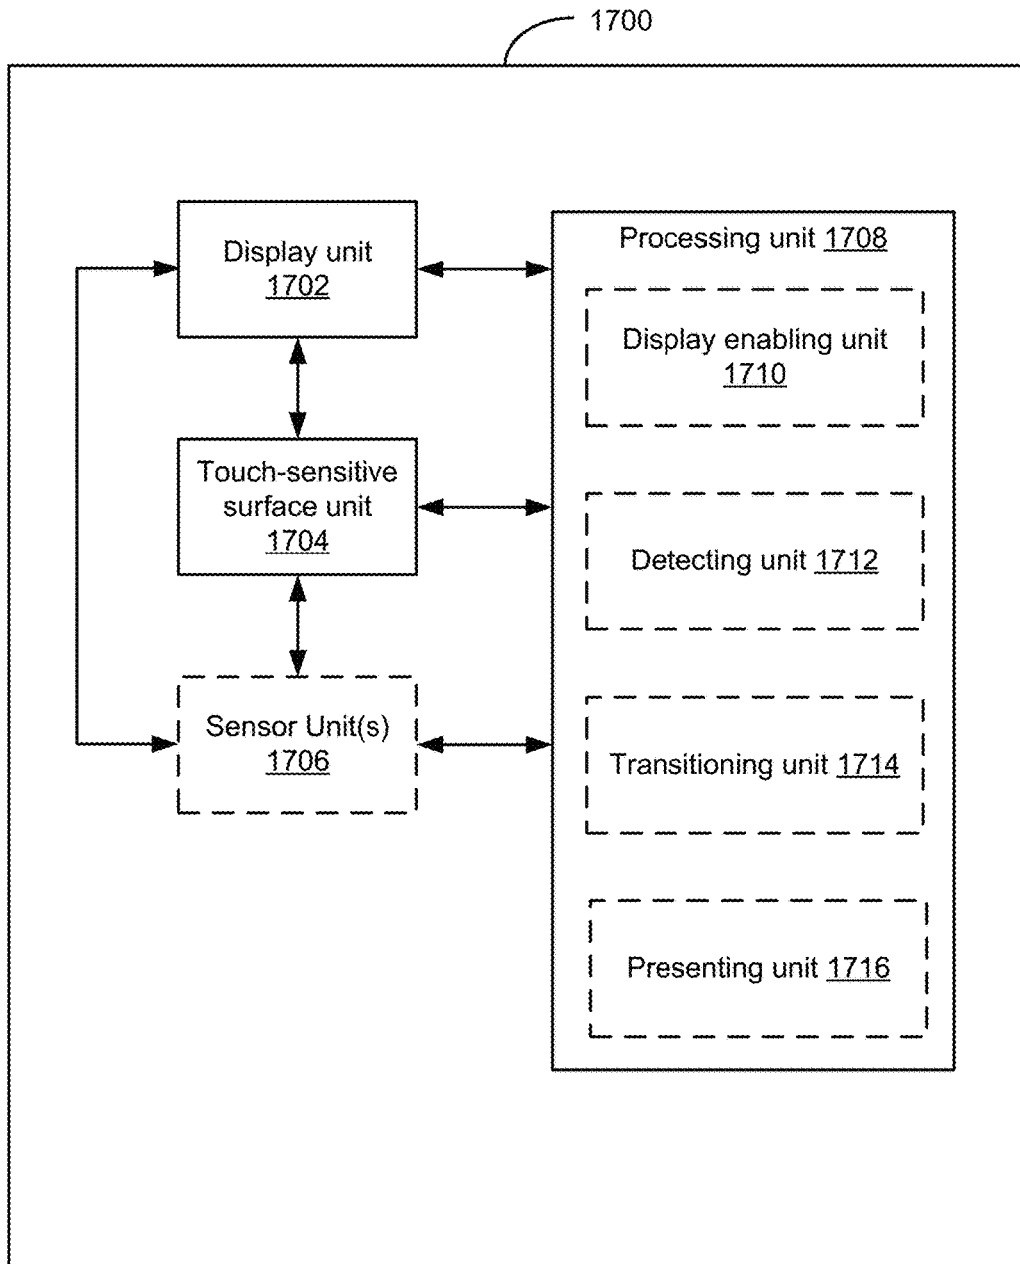 1700
Display unit
1702
Touch-sensitive
surface unit
1704
Sensor Unit(s)
1706
Processing unit 1708
Display enabling unit
1710
Detecting unit 1712
Transitioning unit 1714
Presenting unit 1716